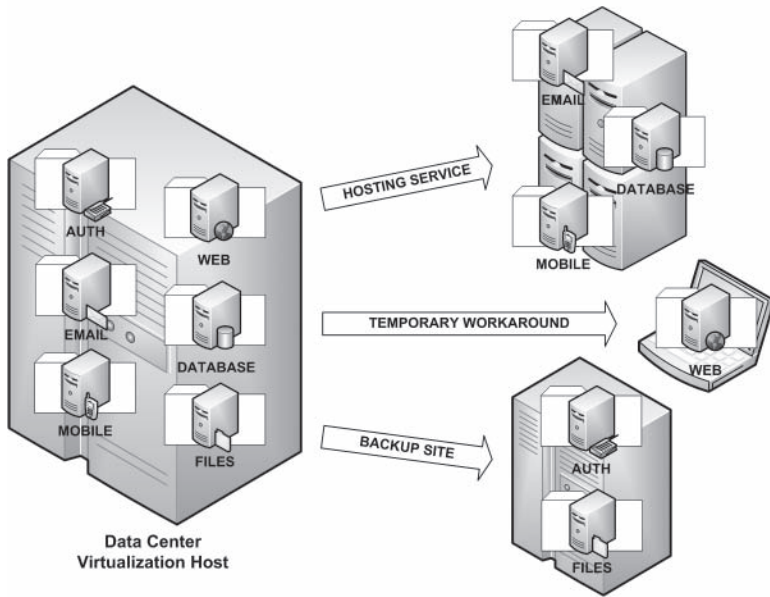 AUTH
WEB
EMAIL
DATABASE
MOBILE
FILES
Data Center
Virtualization Host
HOSTING SERVICE
EMAIL
DATABASE
MOBILE
TEMPORARY WORKAROUND
WEB
BACKUP SITE
AUTH
FILES